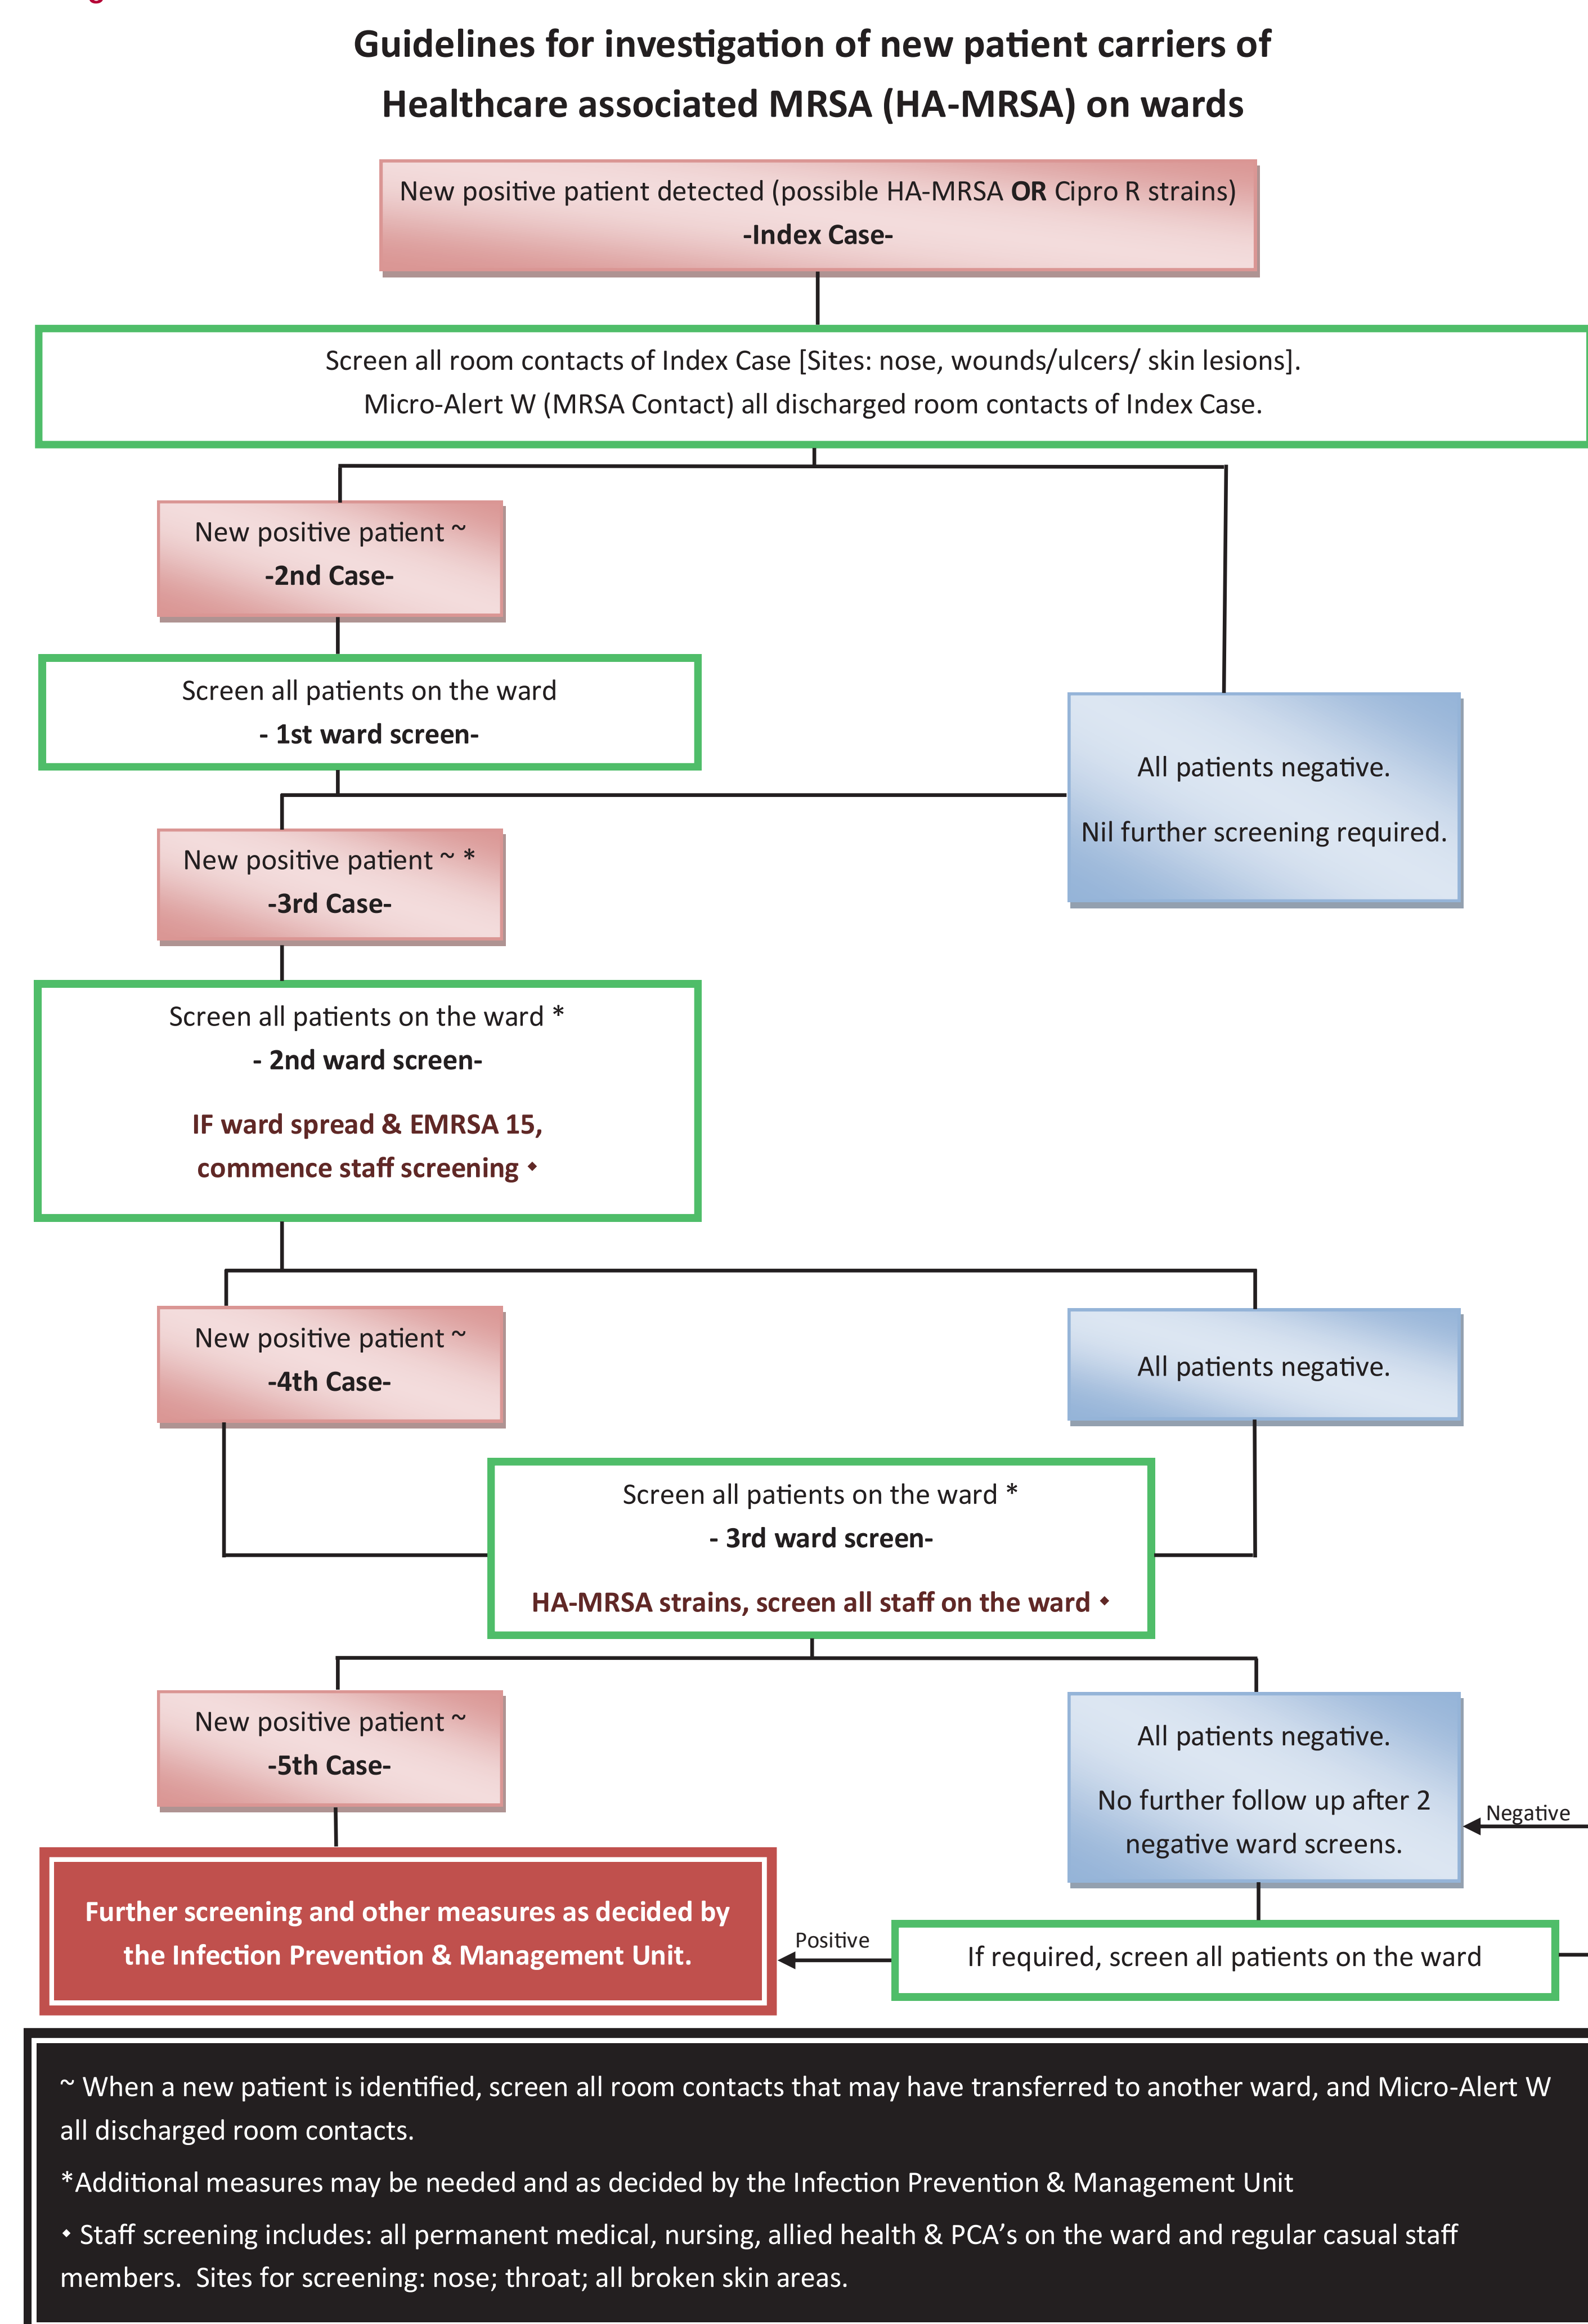 Guidelines for investigation of new patient carriers of
Healthcare associated MRSA (HA-MRSA) on wards
New positive patient detected (possible HA-MRSA OR Cipro R strains)
-Index Case-
Screen all room contacts of Index Case [Sites: nose, wounds/ulcers/ skin lesions].
Micro-Alert W (MRSA Contact) all discharged room contacts of Index Case.
New positive patient ~
-2nd Case-
Screen all patients on the ward
- 1st ward screen-
All patients negative.
Nil further screening required.
New positive patient ~ *
-3rd Case-
Screen all patients on the ward *
- 2nd ward screen-
IF ward spread & EMRSA 15,
commence staff screening ⬥
New positive patient ~
-4th Case-
All patients negative.
Screen all patients on the ward *
- 3rd ward screen-
HA-MRSA strains, screen all staff on the ward ⬥
New positive patient ~
-5th Case-
All patients negative.
No further follow up after 2
negative ward screens.
Negative
Further screening and other measures as decided by
the Infection Prevention & Management Unit.
Positive
If required, screen all patients on the ward
~ When a new patient is identified, screen all room contacts that may have transferred to another ward, and Micro-Alert W
all discharged room contacts.
*Additional measures may be needed and as decided by the Infection Prevention & Management Unit
⬥ Staff screening includes: all permanent medical, nursing, allied health & PCA’s on the ward and regular casual staff
members.  Sites for screening: nose; throat; all broken skin areas.